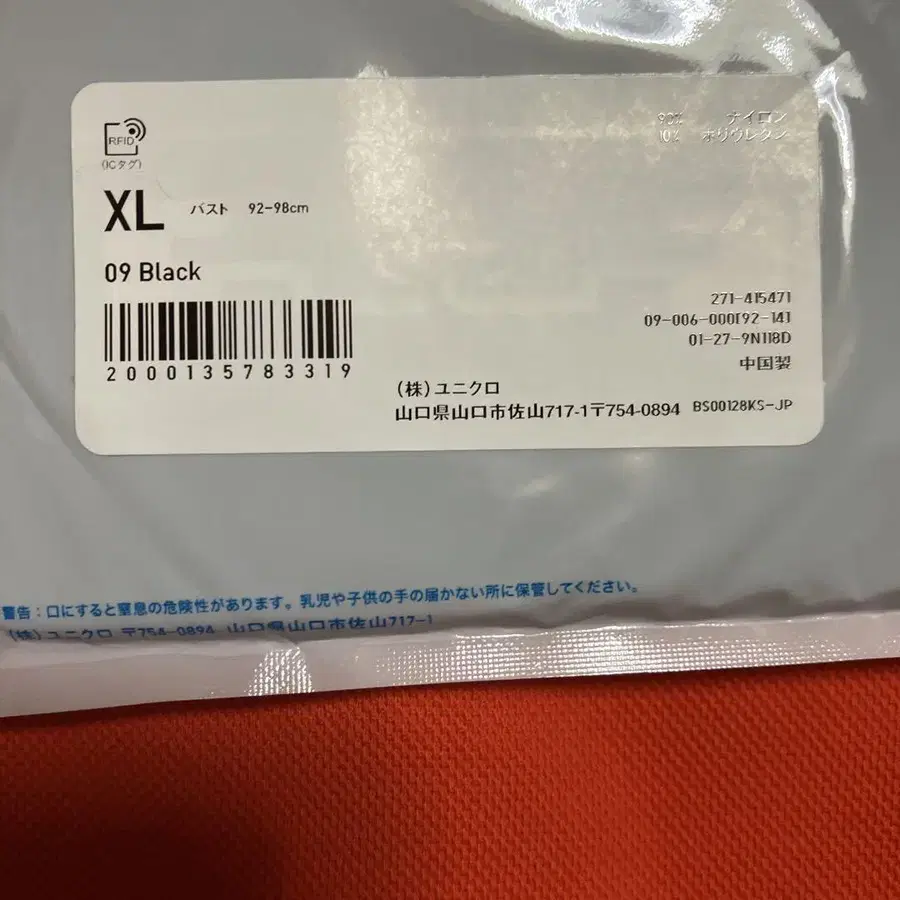 RFID
(ICタグ)
90% ナイロン
10% ポリウレタン
XL バスト 92-98cm
09 Black
2000135783319
271-415471
09-006-000[92-14]
01-27-9N118D
中国製
(株)ユニクロ
山口県山口市佐山717-1〒754-0894 BS00128KS-JP
警告:口にすると窒息の危険性があります。乳児や子供の手の届かない所に保管してください。
(株)ユニクロ 〒754-0894 山口県山口市佐山717-1